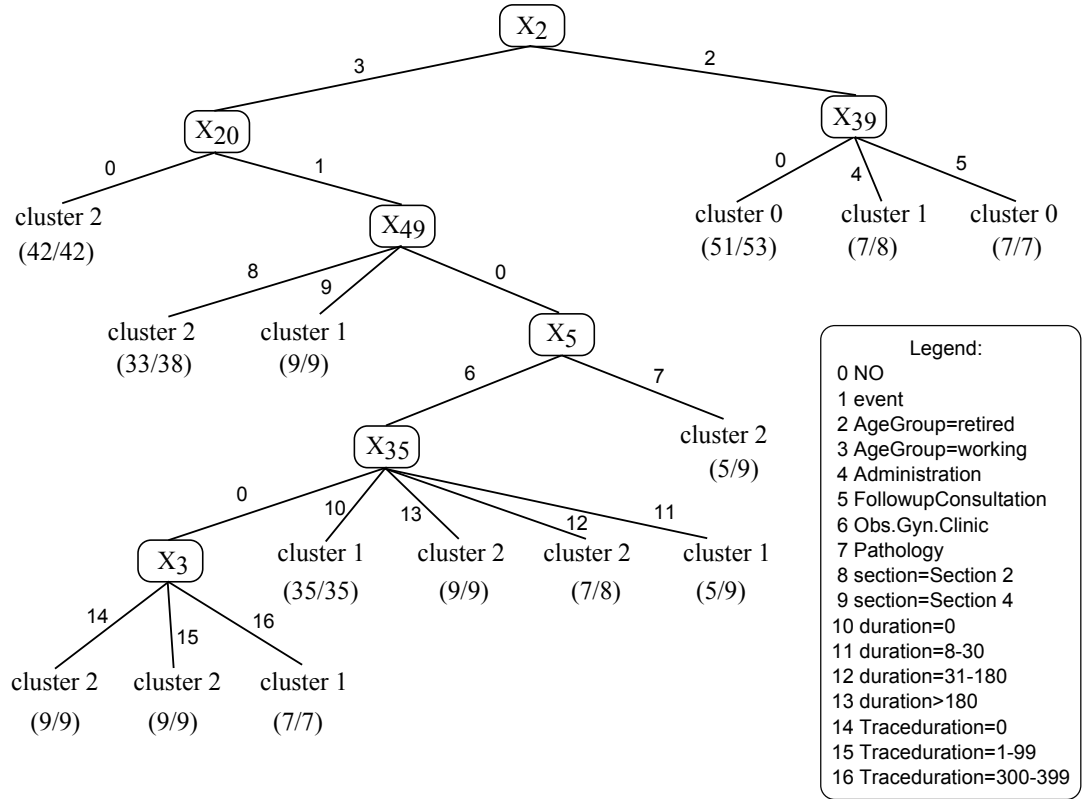 X2
3 2
X20 X39
0 1 0 4 5
cluster 2 X49 cluster 0 cluster 1 cluster 0
(42/42) (51/53) (7/8) (7/7)
8 9 0
cluster 2 cluster 1 X5
(33/38) (9/9)
6 7
X35 cluster 2
(5/9)
0 10 13 12 11
X3 cluster 1 cluster 2 cluster 2 cluster 1
(35/35) (9/9) (7/8) (5/9)
14 15 16
cluster 2 cluster 2 cluster 1
(9/9) (9/9) (7/7)
Legend:
0 NO
1 event
2 AgeGroup=retired
3 AgeGroup=working
4 Administration
5 FollowupConsultation
6 Obs.Gyn.Clinic
7 Pathology
8 section=Section 2
9 section=Section 4
10 duration=0
11 duration=8-30
12 duration=31-180
13 duration>180
14 Traceduration=0
15 Traceduration=1-99
16 Traceduration=300-399